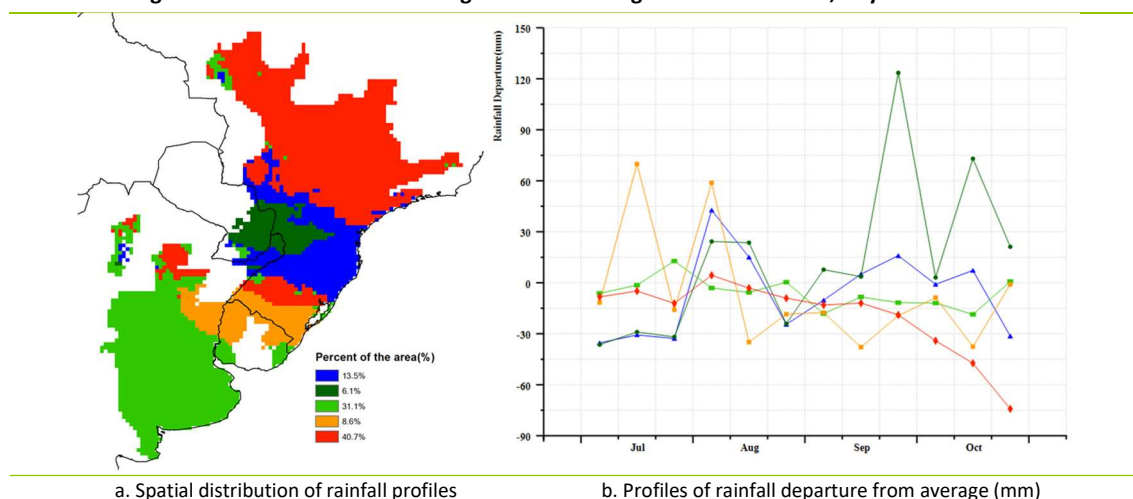 Percent of the area(%)
13.5%
6.1%
31.1%
8.6%
40.7%
Rainfall Departure(mm)
150
120
90
60
30
0
-30
-60
-90
Jul
Aug
Sep
Oct
a. Spatial distribution of rainfall profiles
b. Profiles of rainfall departure from average (mm)